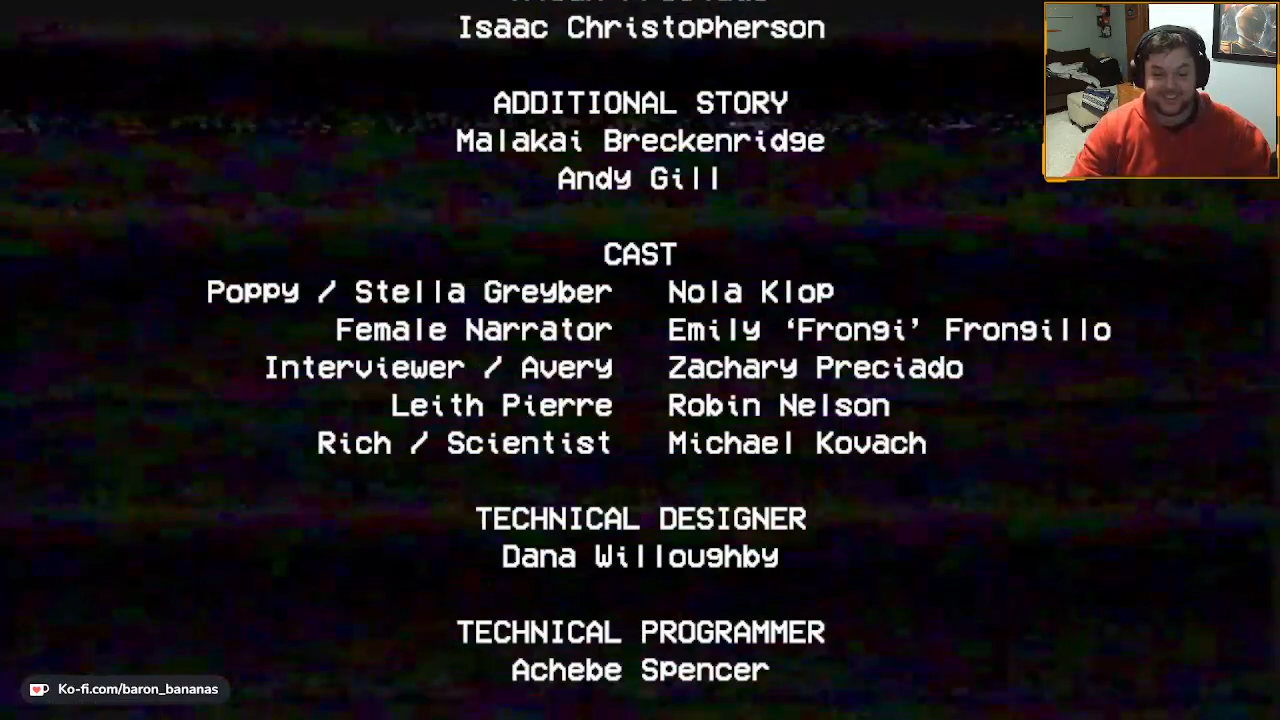 Isaac Christopherson
ADDITIONAL STORY
Malakai Breckenridge
Andy Gill
CAST
Poppy / Stella Greyber Nola Klop
Female Narrator Emily ‘Frongi’ Frongillo
Interviewer / Avery Zachary Preciado
Leith Pierre Robin Nelson
Rich / Scientist Michael Kovach
TECHNICAL DESIGNER
Dana Willoughby
TECHNICAL PROGRAMMER
Achebe Spencer
Ko-fi.com/baron_bananas